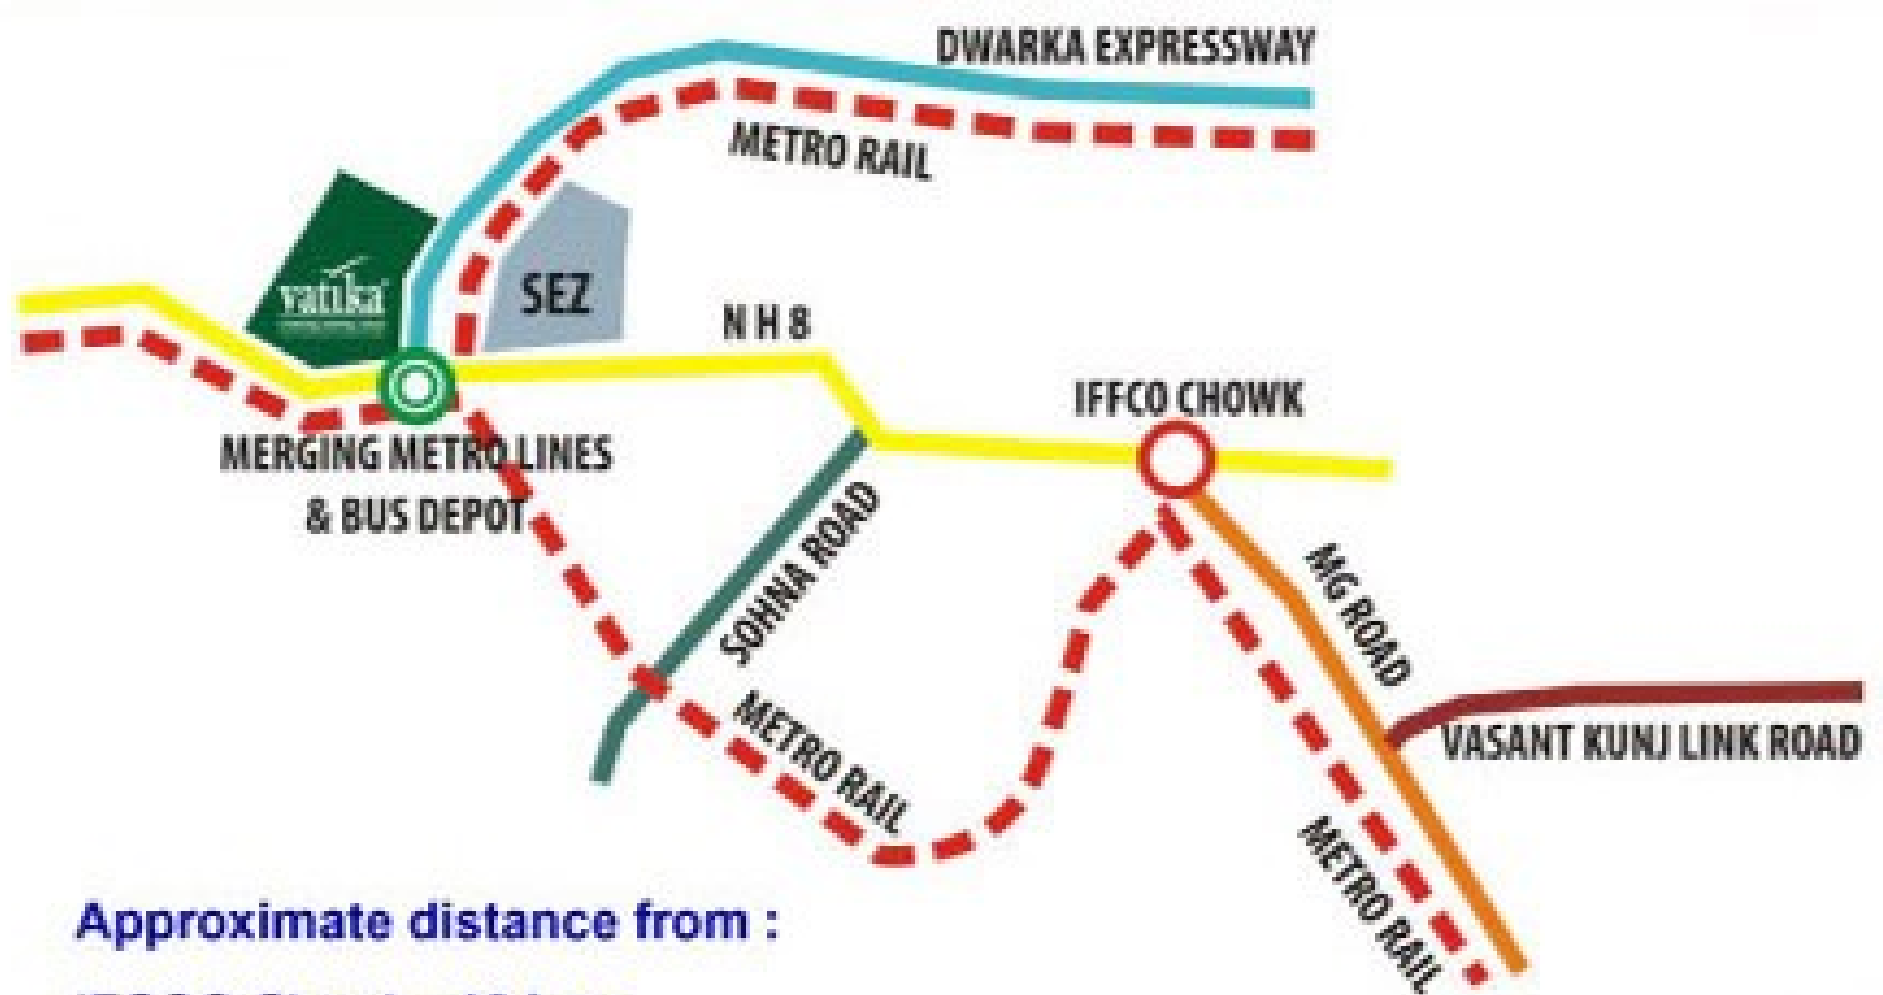 DWARKA EXPRESSWAY
METRO RAIL
vatika
SEZ
N H 8
IFFCO CHOWK
MERGING METRO LINES
& BUS DEPOT
SOHNA ROAD
MG ROAD
METRO RAIL
VASANT KUNJ LINK ROAD
METRO RAIL
Approximate distance from :